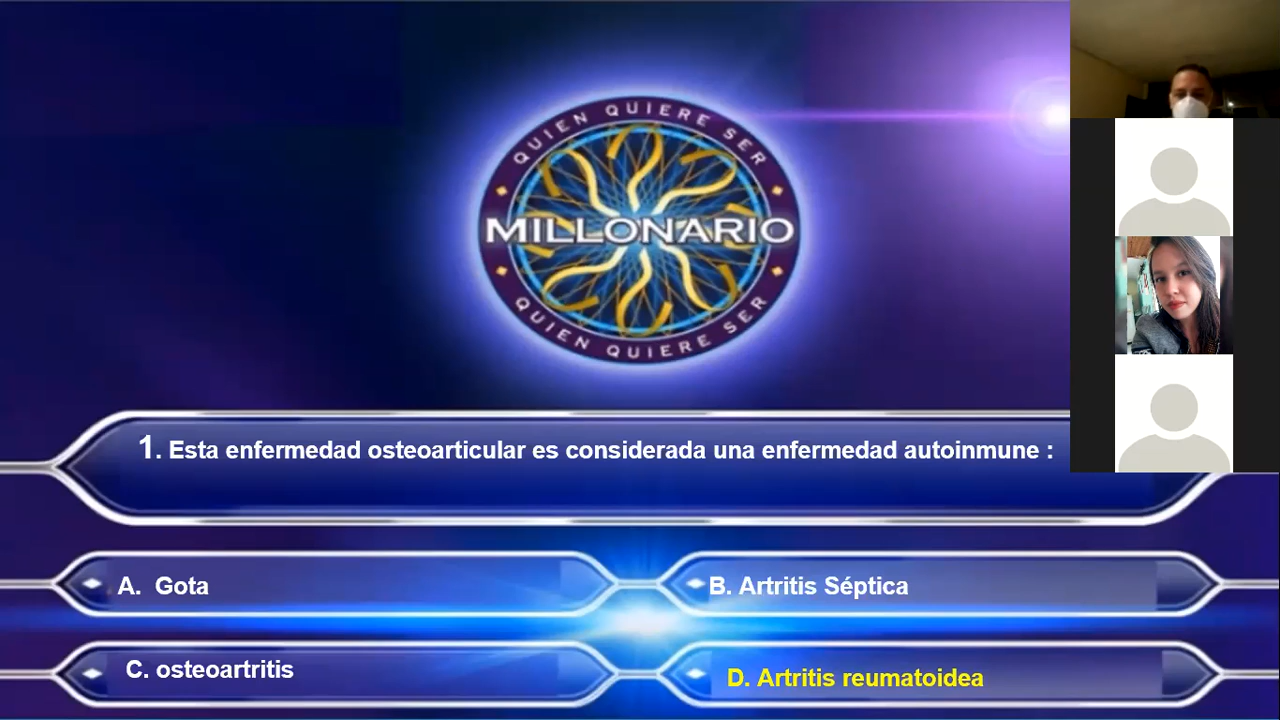 QUIEN QUIERE SER
MILLONARIO
QUIEN QUIERE SER
1. Esta enfermedad osteoarticular es considerada una enfermedad autoinmune :
A. Gota
B. Artritis Séptica
C. osteoartritis
D. Artritis reumatoidea